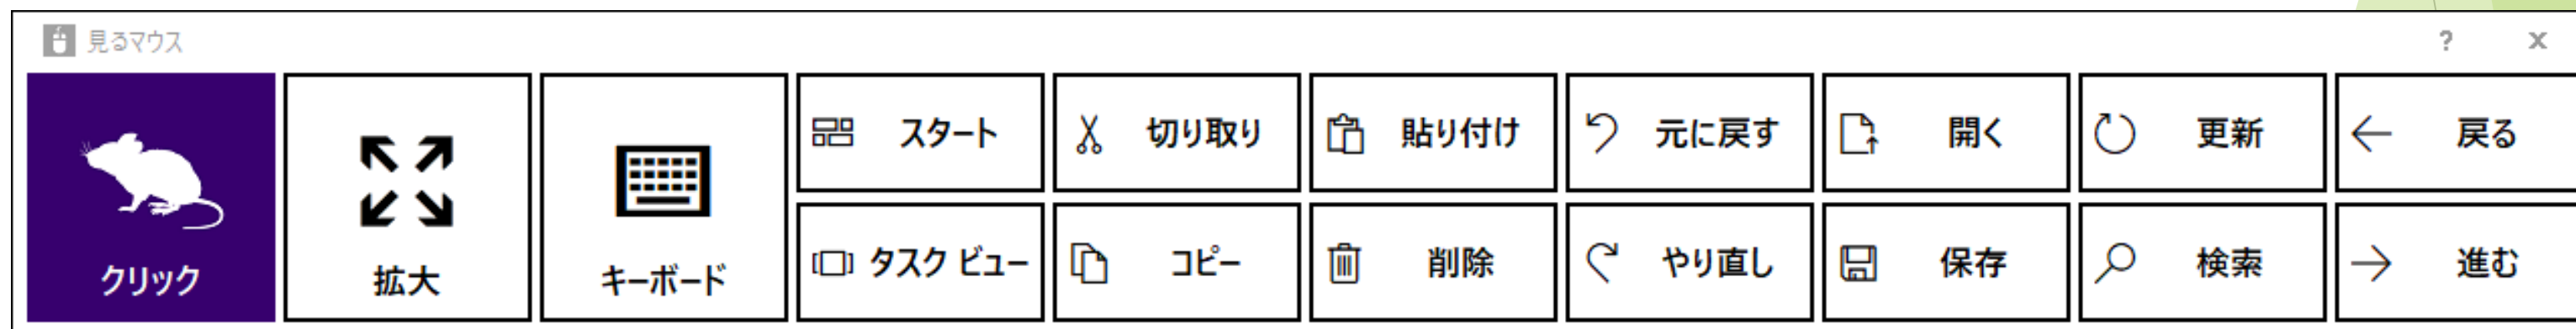 見るマウス ? x
クリック
拡大
キーボード
スタート
タスク ビュー
切り取り
コピー
貼り付け
削除
元に戻す
やり直し
開く
保存
更新
検索
戻る
進む